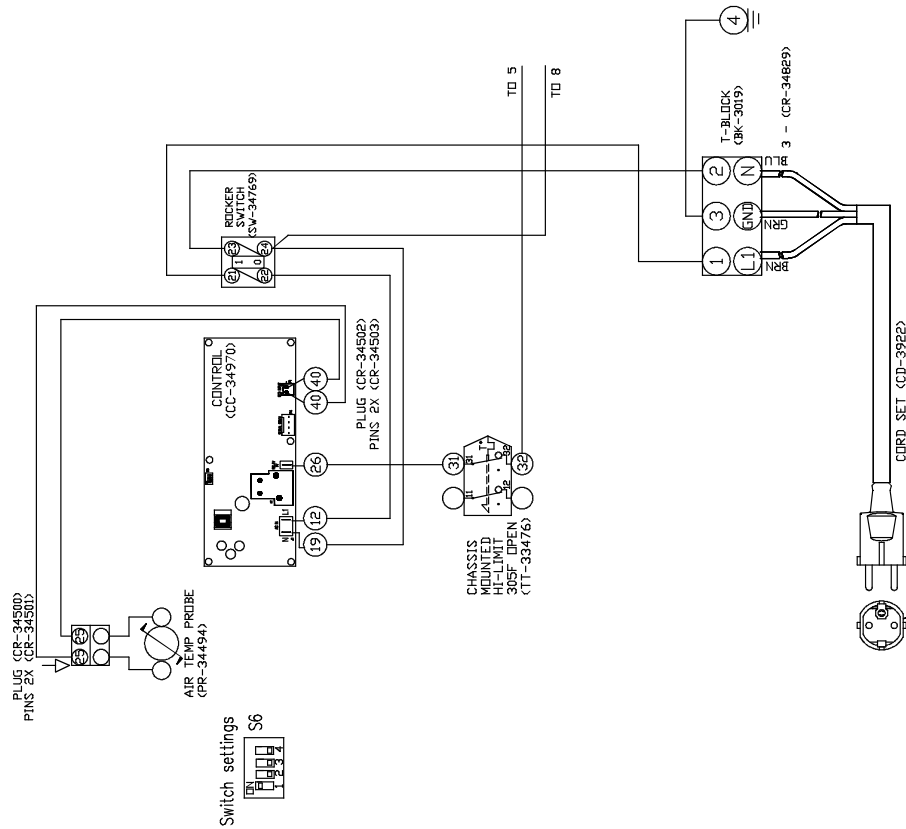 4
TO 5
TO 8
T-BLOCK
(BK-3019)
3 - (CR-34829)
2
3
1
N
GND
L1
BLU
GRN
BRN
ROCKER
SWITCH
(SW-34769)
23
24
21
22
1
0
CONTROL
(CC-34970)
PLUG (CR-34502)
PINS 2X (CR-34503)
40
40
26
12
19
L1
N
31
32
31
32
11
12
T°
CHASSIS
MOUNTED
HI-LIMIT
305F OPEN
(TT-33476)
CORD SET (CD-3922)
PLUG (CR-34500)
PINS 2X (CR-34501)
25
25
AIR TEMP PROBE
(PR-34494)
Switch settings
S6
ON
1 2 3 4